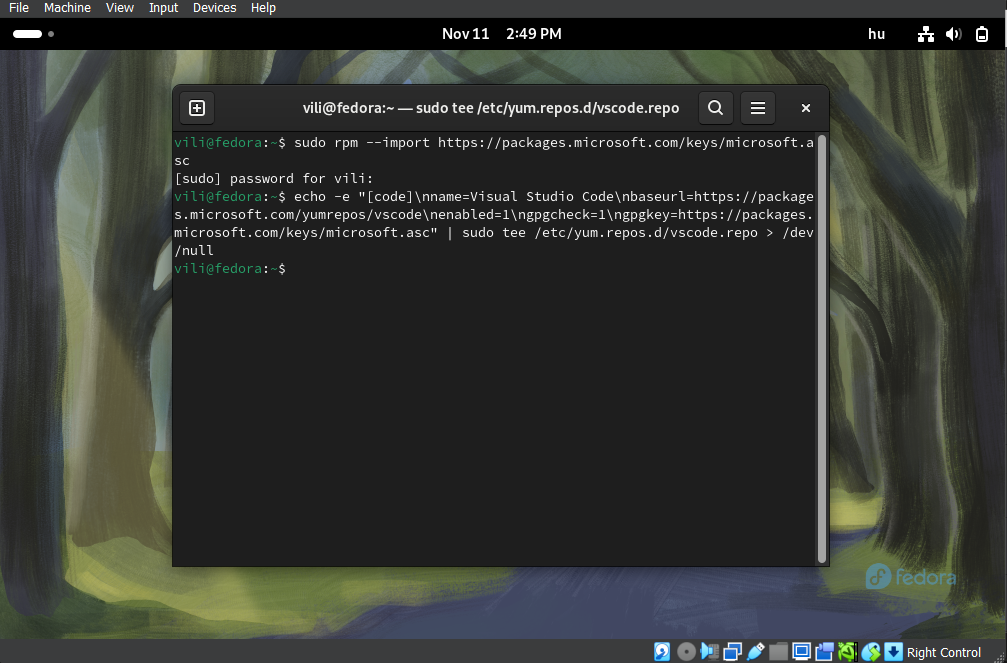 File Machine View Input Devices Help
Nov 11 2:49 PM
hu
vili@fedora:~ — sudo tee /etc/yum.repos.d/vscode.repo
vili@fedora:~$ sudo rpm --import https://packages.microsoft.com/keys/microsoft.a
sc
[sudo] password for vili:
vili@fedora:~$ echo -e "[code]\nname=Visual Studio Code\nbaseurl=https://package
s.microsoft.com/yumrepos/vscode\nenabled=1\ngpgcheck=1\ngpgkey=https://packages.
microsoft.com/keys/microsoft.asc" | sudo tee /etc/yum.repos.d/vscode.repo > /dev
/null
vili@fedora:~$
fedora
Right Control